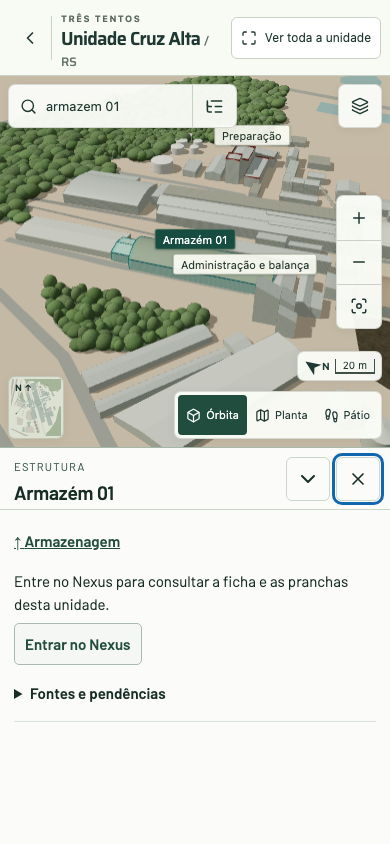 TRÊS TENTOS
Unidade Cruz Alta /
RS
Ver toda a unidade
armazem 01
Preparação
Armazém 01
Administração e balança
N 20 m
N ↑
Órbita
Planta
Pátio
ESTRUTURA
Armazém 01
↑ Armazenagem
Entre no Nexus para consultar a ficha e as pranchas
desta unidade.
Entrar no Nexus
Fontes e pendências